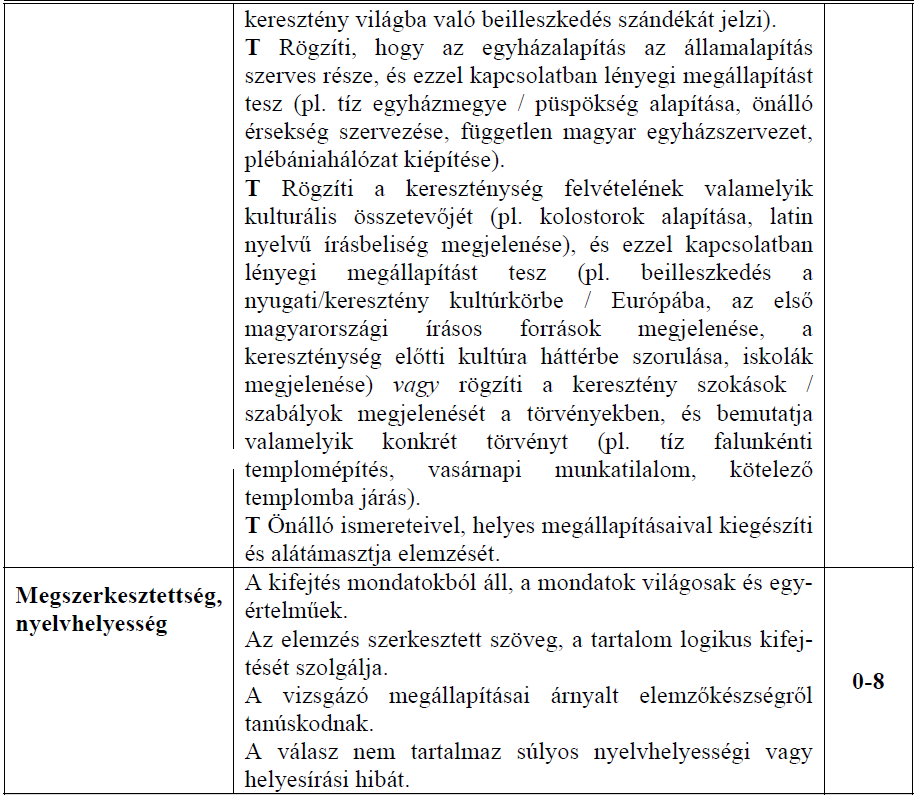 keresztény világba való beilleszkedés szándékát jelzi).
T Rögzíti, hogy az egyházalapítás az államalapítás
szerves része, és ezzel kapcsolatban lényegi megállapítást
tesz (pl. tíz egyházmegye / püspökség alapítása, önálló
érsekség szervezése, független magyar egyházszervezet,
plébániahálózat kiépítése).
T Rögzíti a kereszténység felvételének valamelyik
kulturális összetevőjét (pl. kolostorok alapítása, latin
nyelvű írásbeliség megjelenése), és ezzel kapcsolatban
lényegi megállapítást tesz (pl. beilleszkedés a
nyugati/keresztény kultúrkörbe / Európába, az első
magyarországi írásos források megjelenése, a
kereszténység előtti kultúra háttérbe szorulása, iskolák
megjelenése) vagy rögzíti a keresztény szokások /
szabályok megjelenését a törvényekben, és bemutatja
valamelyik konkrét törvényt (pl. tíz falunkénti
templomépítés, vasárnapi munkatilalom, kötelező
templomba járás).
T Önálló ismereteivel, helyes megállapításaival kiegészíti
és alátámasztja elemzését.
Megszerkesztettség,
nyelvhelyesség
A kifejtés mondatokból áll, a mondatok világosak és egy-
értelműek.
Az elemzés szerkesztett szöveg, a tartalom logikus kifej-
tését szolgálja.
A vizsgázó megállapításai árnyalt elemzőkészségről
tanúskodnak.
A válasz nem tartalmaz súlyos nyelvhelyességi vagy
helyesírási hibát.
0-8